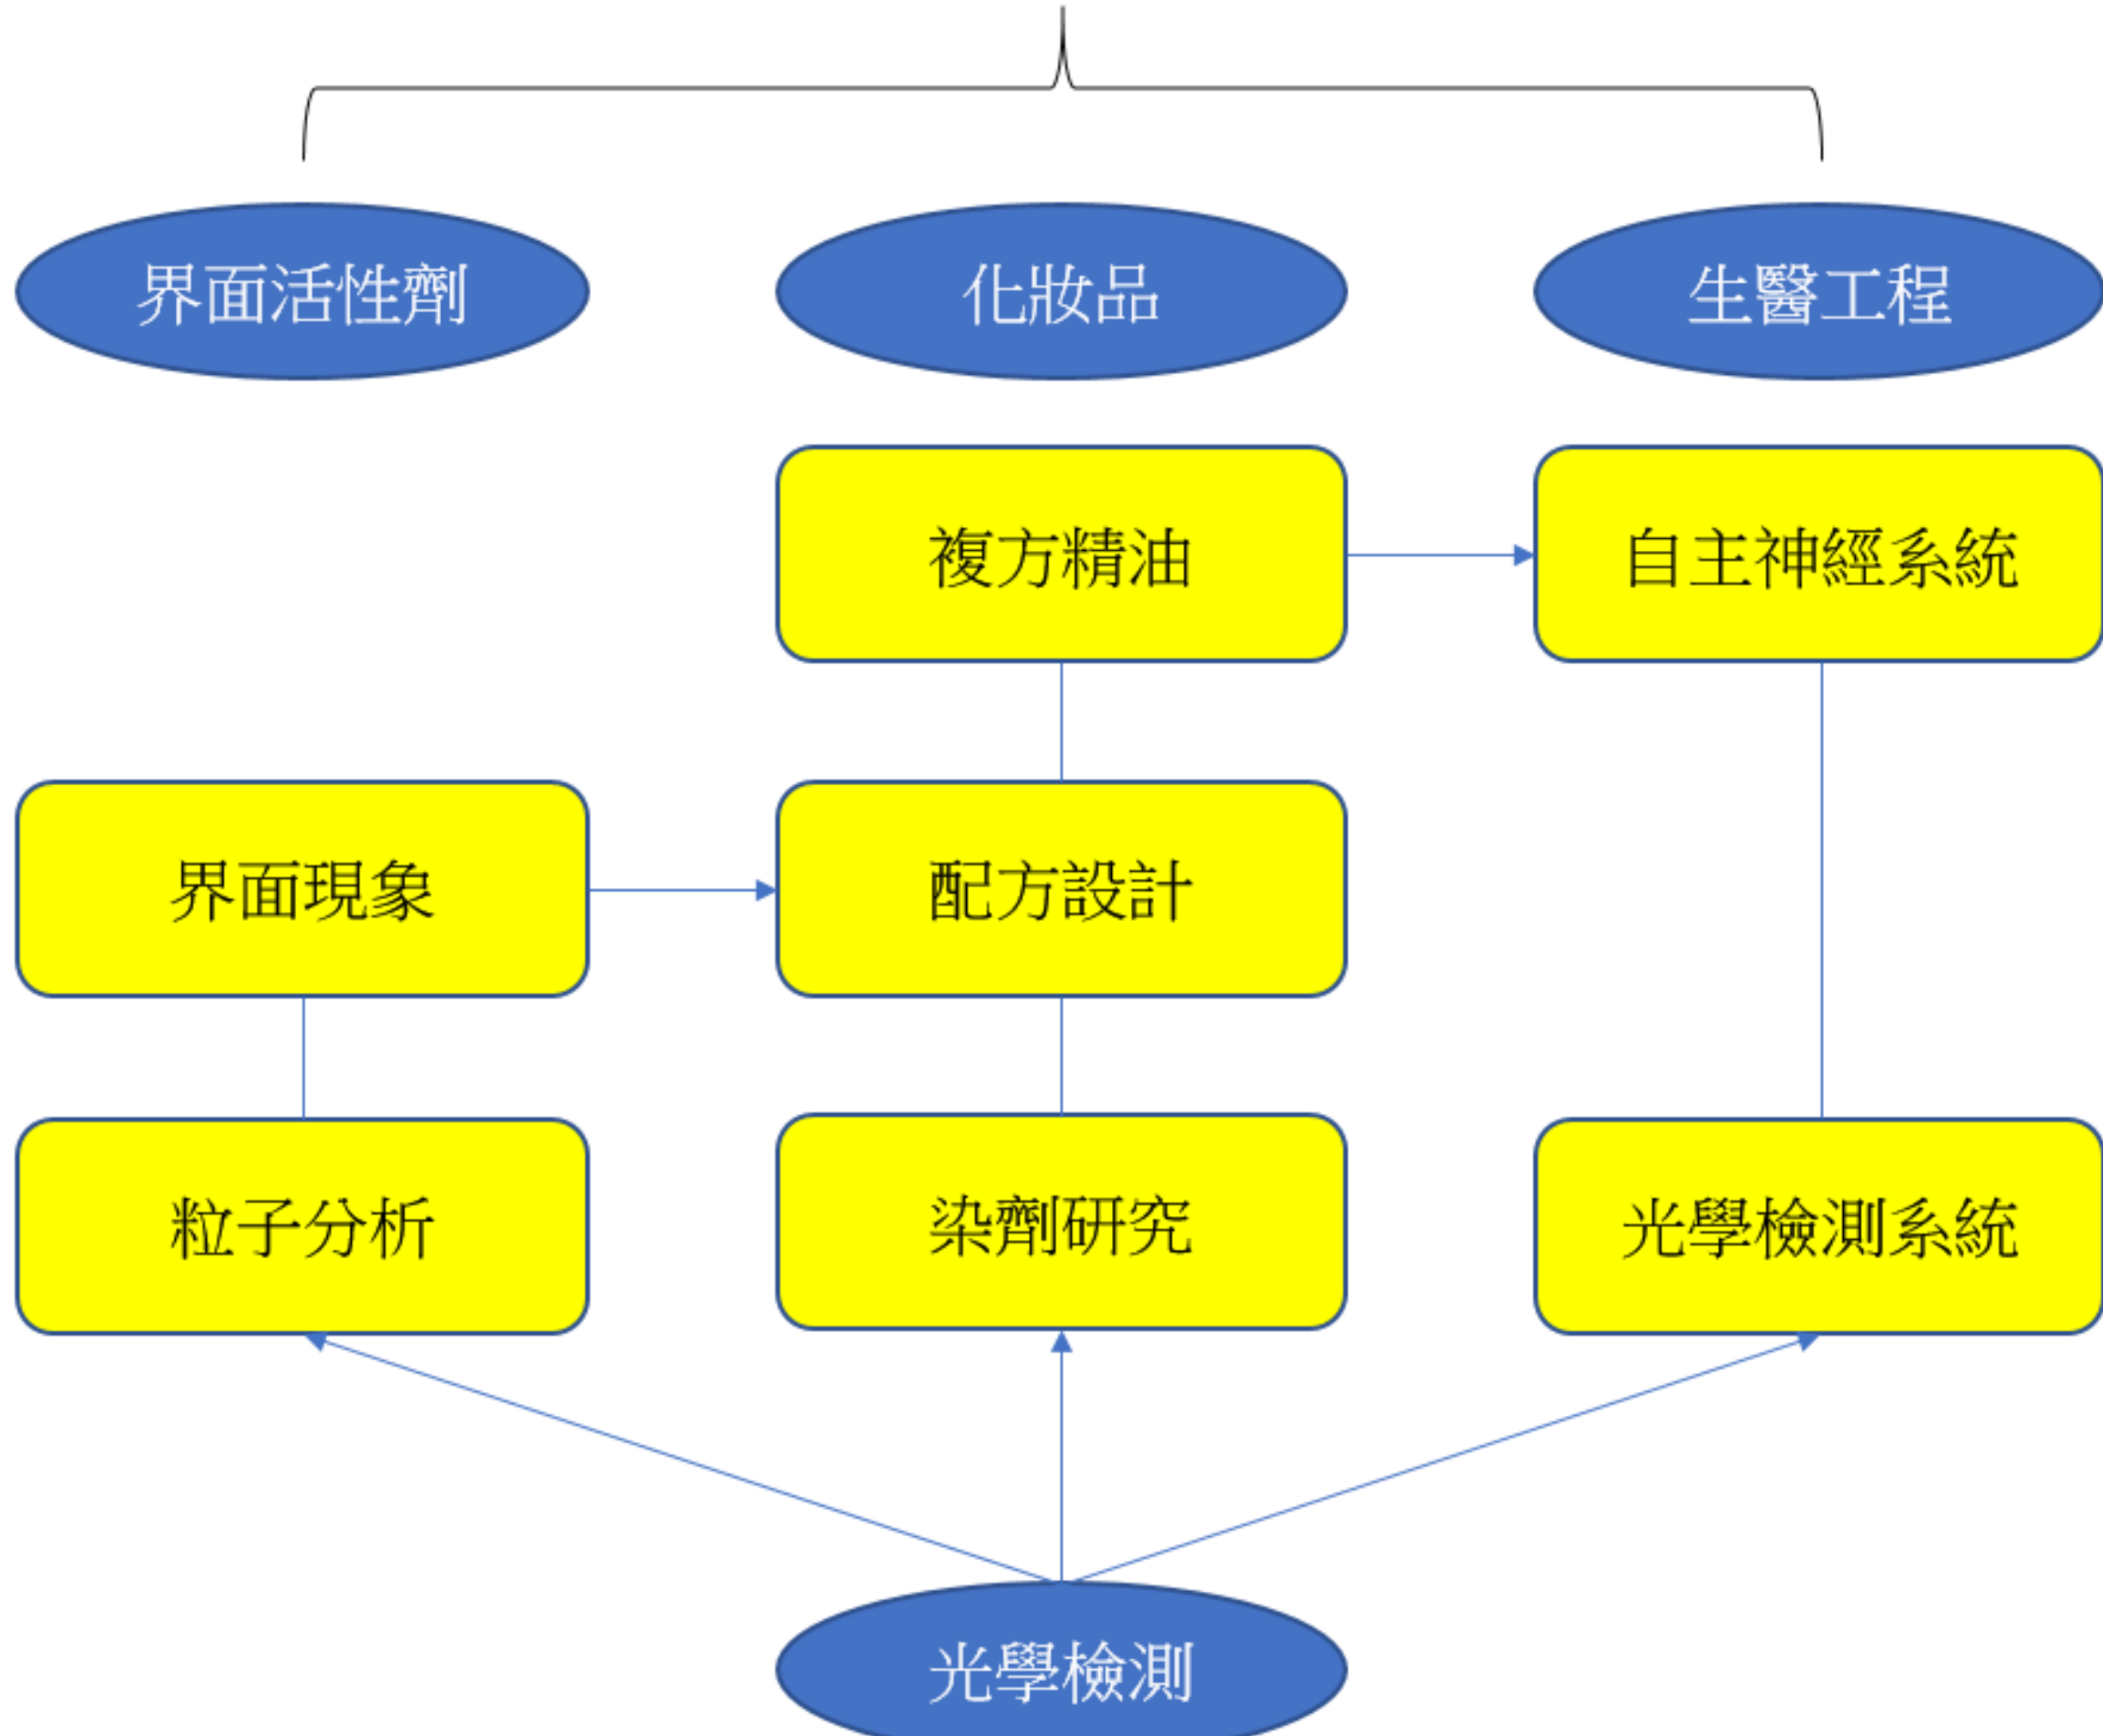 界面活性劑
化妝品
生醫工程
複方精油
自主神經系統
界面現象
配方設計
粒子分析
染劑研究
光學檢測系統
光學檢測